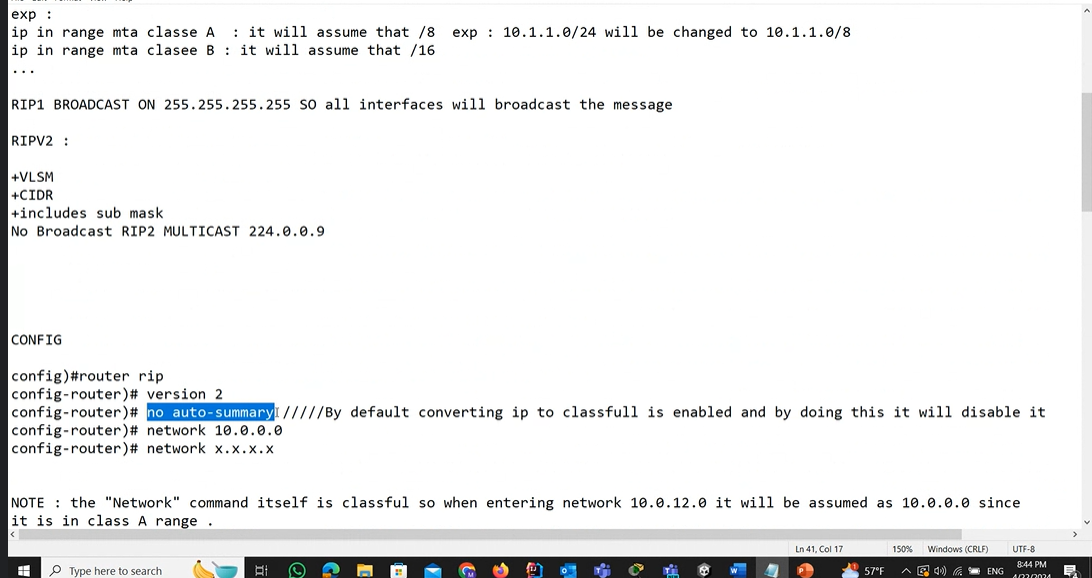 exp :
ip in range mta classe A  : it will assume that /8  exp : 10.1.1.0/24 will be changed to 10.1.1.0/8
ip in range mta clasee B : it will assume that /16
...
RIP1 BROADCAST ON 255.255.255.255 SO all interfaces will broadcast the message
RIPV2 :
+VLSM
+CIDR
+includes sub mask
No Broadcast RIP2 MULTICAST 224.0.0.9
CONFIG
config)#router rip
config-router)# version 2
config-router)# no auto-summary /////By default converting ip to classfull is enabled and by doing this it will disable it
config-router)# network 10.0.0.0
config-router)# network x.x.x.x
NOTE : the "Network" command itself is classful so when entering network 10.0.12.0 it will be assumed as 10.0.0.0 since
it is in class A range .
Ln 41, Col 17 150% Windows (CRLF) UTF-8
Type here to search 57°F ENG 8:44 PM
4/22/2024